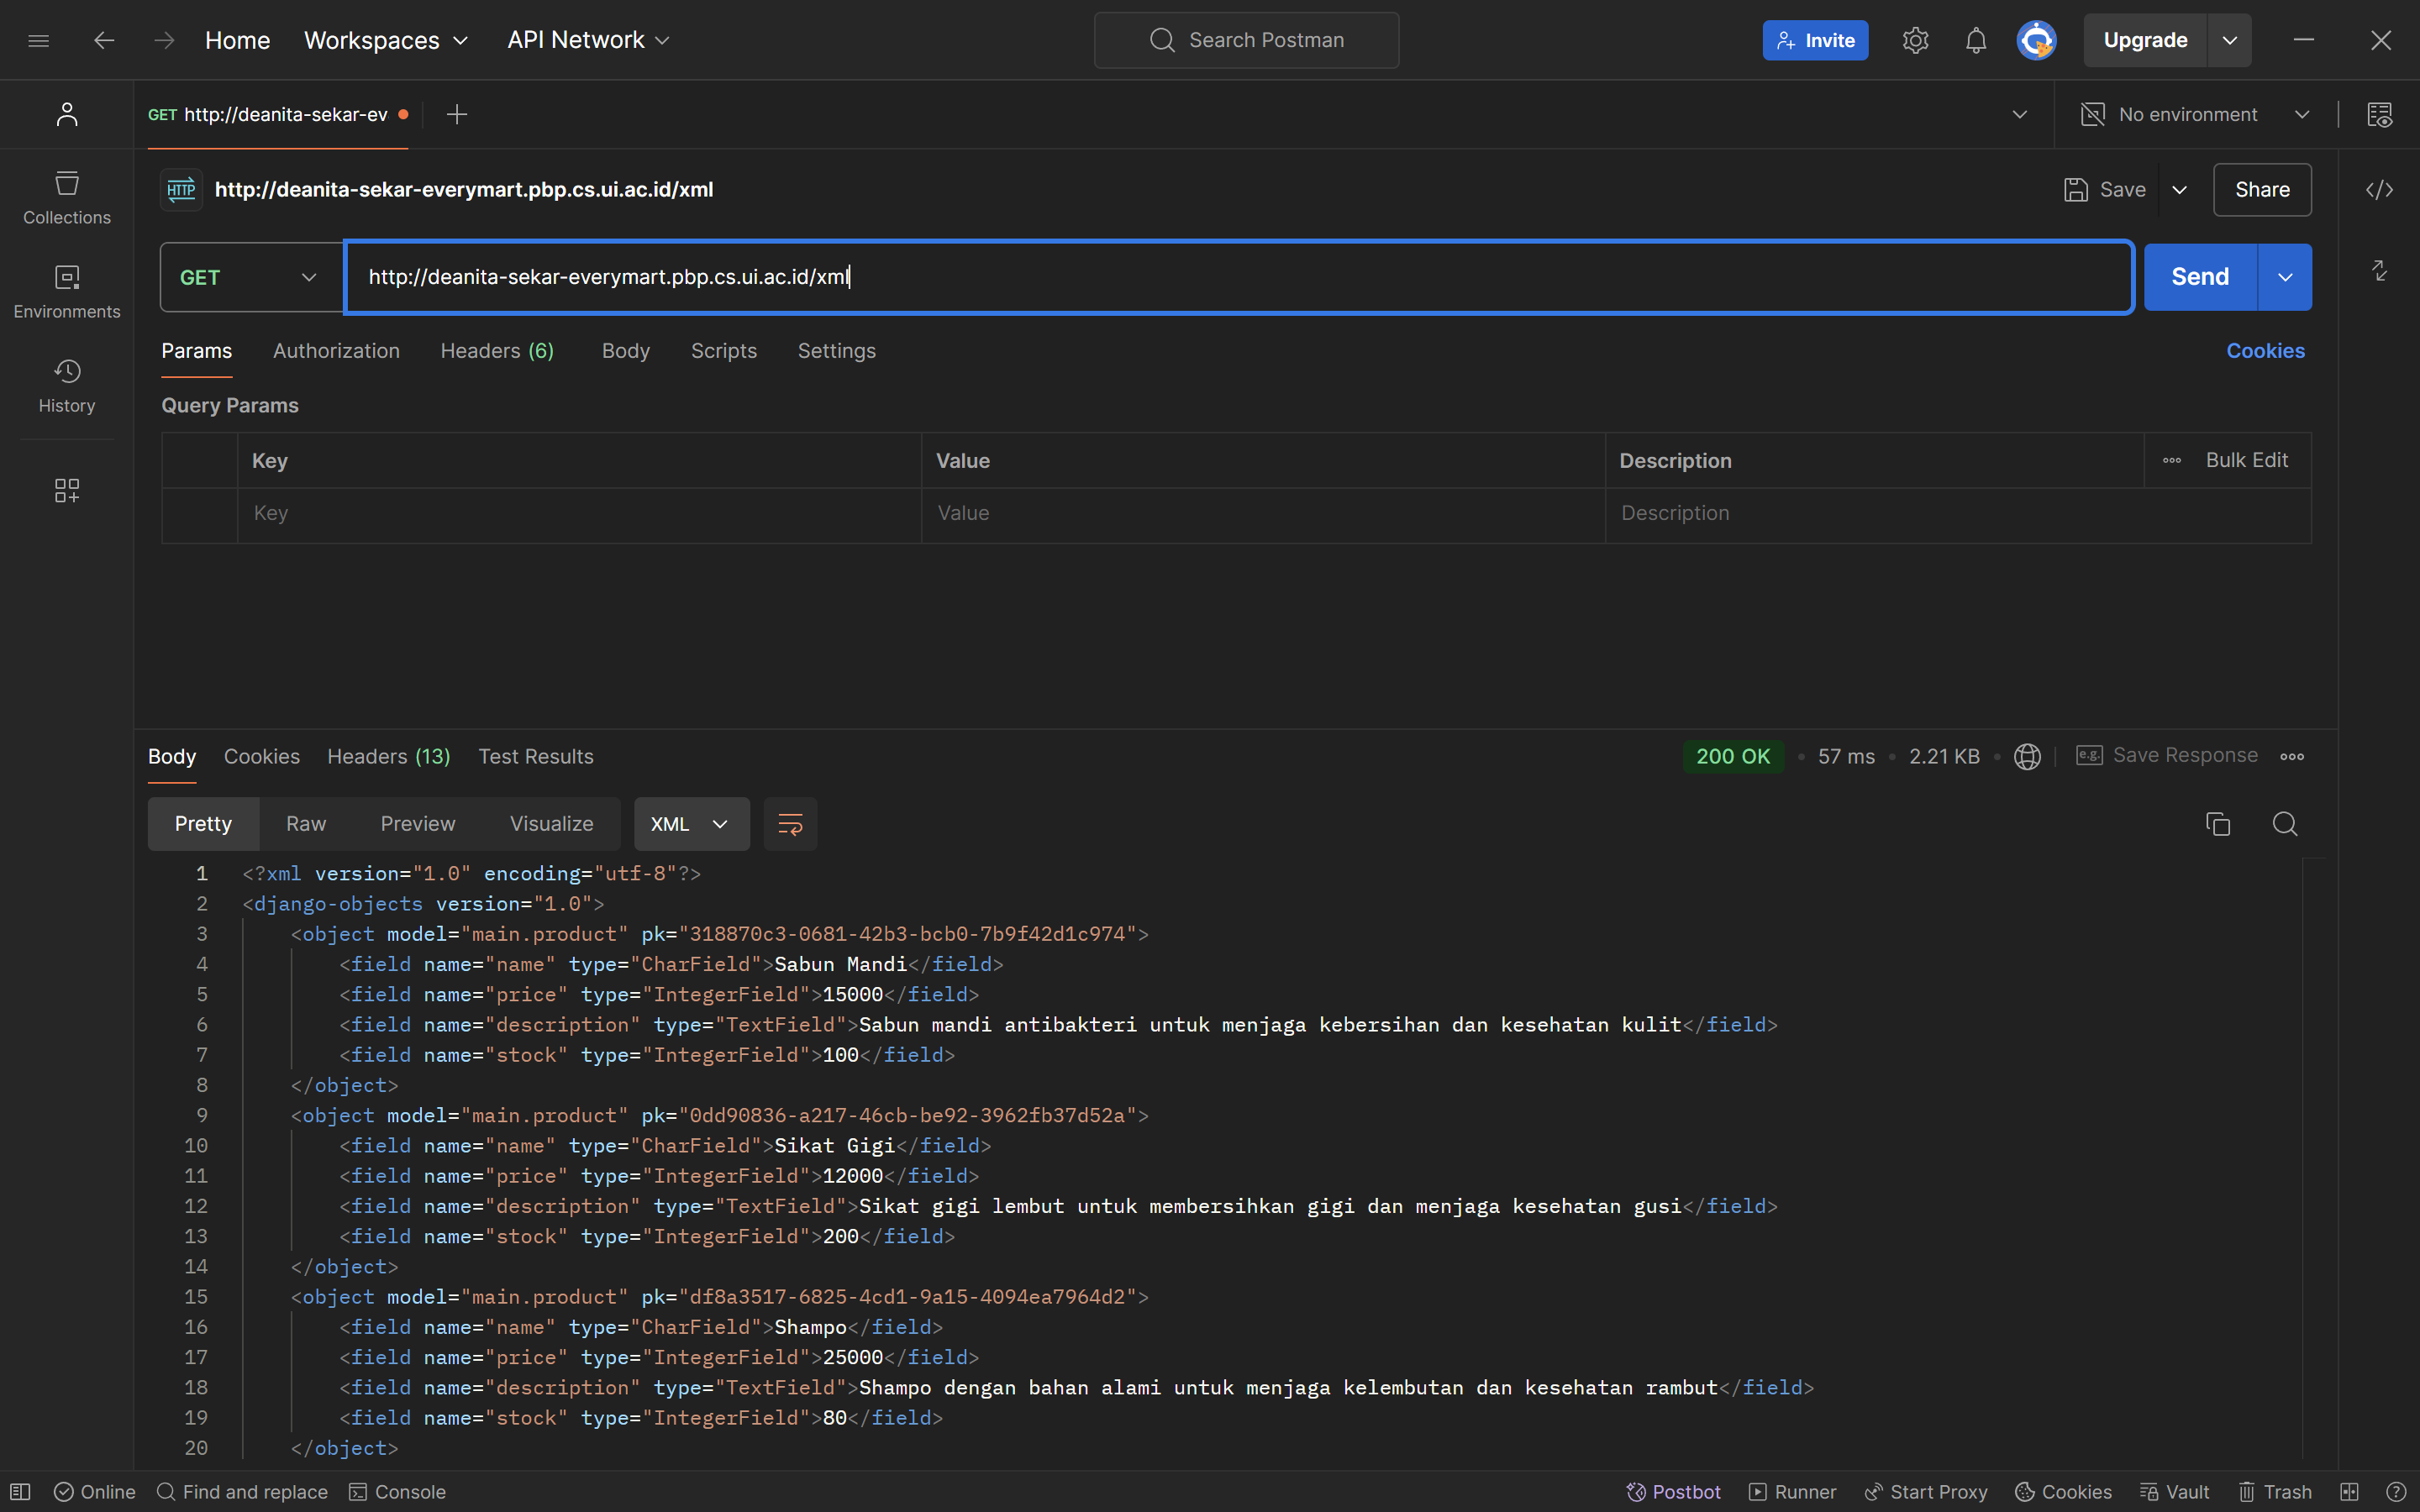 Home Workspaces API Network Search Postman Invite Upgrade
GET http://deanita-sekar-ev No environment
HTTP http://deanita-sekar-everymart.pbp.cs.ui.ac.id/xml Save Share
Collections
Environments
History
GET http://deanita-sekar-everymart.pbp.cs.ui.ac.id/xml Send
Params Authorization Headers (6) Body Scripts Settings Cookies
Query Params
Key Value Description Bulk Edit
Key Value Description
Body Cookies Headers (13) Test Results 200 OK • 57 ms • 2.21 KB • e.g. Save Response
Pretty Raw Preview Visualize XML
1 <?xml version="1.0" encoding="utf-8"?>
2 <django-objects version="1.0">
3 <object model="main.product" pk="318870c3-0681-42b3-bcb0-7b9f42d1c974">
4 <field name="name" type="CharField">Sabun Mandi</field>
5 <field name="price" type="IntegerField">15000</field>
6 <field name="description" type="TextField">Sabun mandi antibakteri untuk menjaga kebersihan dan kesehatan kulit</field>
7 <field name="stock" type="IntegerField">100</field>
8 </object>
9 <object model="main.product" pk="0dd90836-a217-46cb-be92-3962fb37d52a">
10 <field name="name" type="CharField">Sikat Gigi</field>
11 <field name="price" type="IntegerField">12000</field>
12 <field name="description" type="TextField">Sikat gigi lembut untuk membersihkan gigi dan menjaga kesehatan gusi</field>
13 <field name="stock" type="IntegerField">200</field>
14 </object>
15 <object model="main.product" pk="df8a3517-6825-4cd1-9a15-4094ea7964d2">
16 <field name="name" type="CharField">Shampo</field>
17 <field name="price" type="IntegerField">25000</field>
18 <field name="description" type="TextField">Shampo dengan bahan alami untuk menjaga kelembutan dan kesehatan rambut</field>
19 <field name="stock" type="IntegerField">80</field>
20 </object>
Online Find and replace Console Postbot Runner Start Proxy Cookies Vault Trash